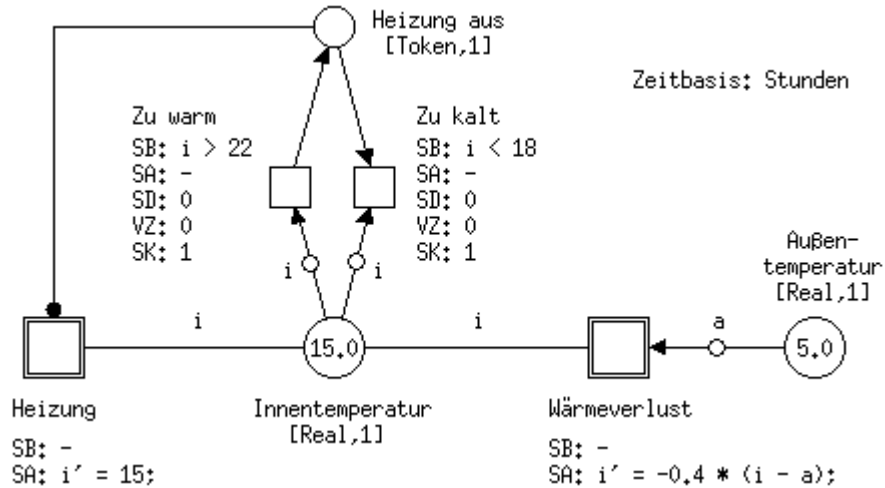 Heizung aus
[Token,1]
Zeitbasis: Stunden
Zu warm
SB: i > 22
SA: -
SD: 0
VZ: 0
SK: 1
Zu kalt
SB: i < 18
SA: -
SD: 0
VZ: 0
SK: 1
i
i
Außen-
temperatur
[Real,1]
i
15.0
i
a
5.0
Heizung
SB: -
SA: i' = 15;
Innentemperatur
[Real,1]
Wärmeverlust
SB: -
SA: i' = -0.4 * (i - a);